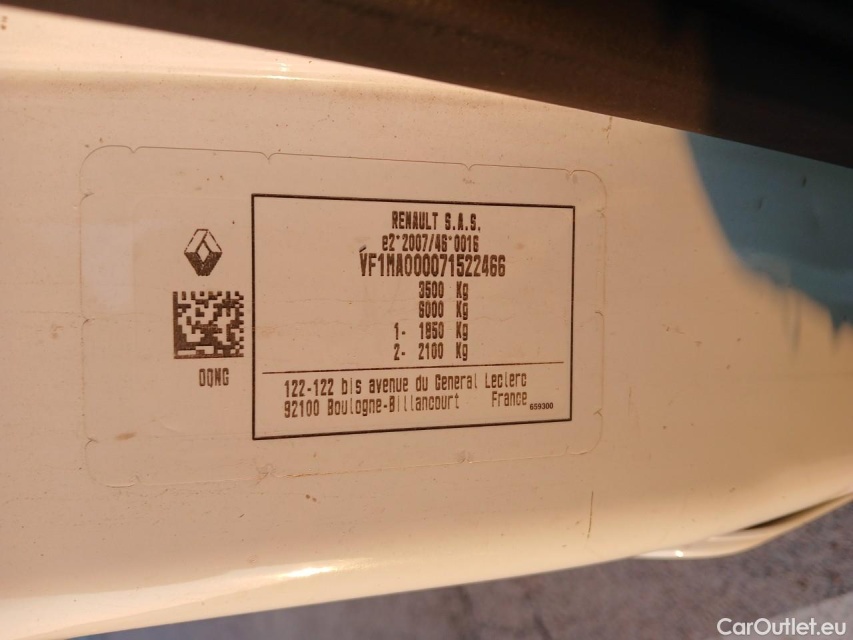 RENAULT S.A.S.
e2*2007/46*0016
VF1MA000071522466
3500 Kg
6000 Kg
1- 1850 Kg
2- 2100 Kg
122-122 bis avenue du General Leclerc
92100 Boulogne-Billancourt France 659300
OQNG
CarOutlet.eu